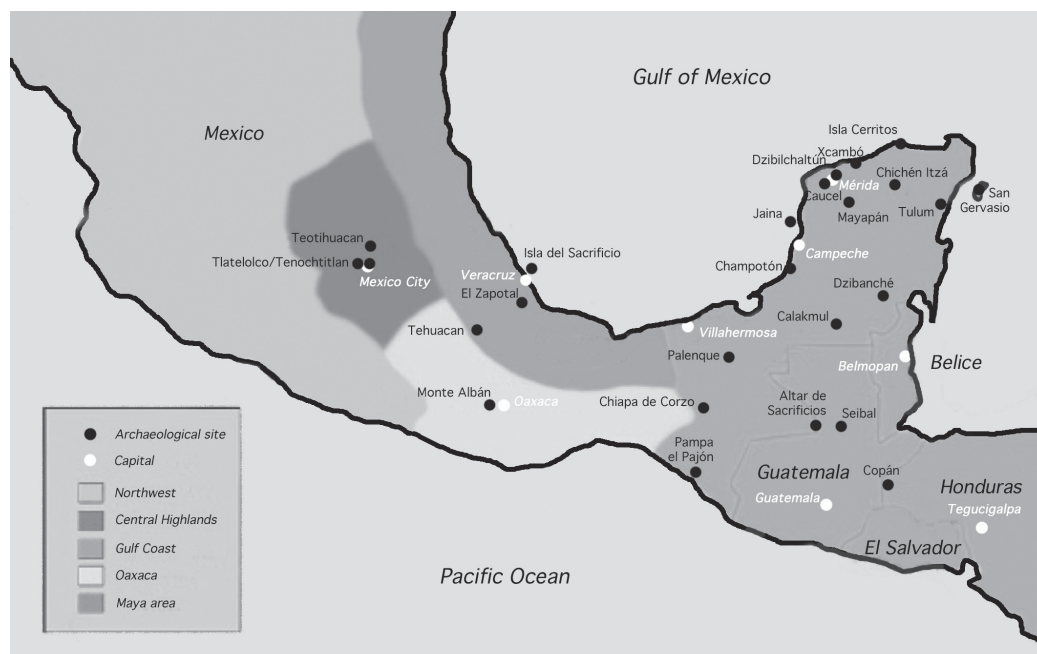 Gulf of Mexico
Mexico
Isla Cerritos
Xcambó
Dzibilchaltún
Chichén Itzá
Mérida
Caucel
San
Gervasio
Mayapán
Tulum
Jaina
Teotihuacan
Isla del Sacrificio
Campeche
Tlatelolco/Tenochtitlan
Champotón
Veracruz
Mexico City
Dzibanché
El Zapotal
Calakmul
Tehuacan
Villahermosa
Palenque
Belice
Belmopan
Monte Albán
Oaxaca
Chiapa de Corzo
Altar de
Sacrificios
Seibal
Pampa
el Pajón
Guatemala
Copán
Honduras
Guatemala
Tegucigalpa
El Salvador
Pacific Ocean
Archaeological site
Capital
Northwest
Central Highlands
Gulf Coast
Oaxaca
Maya area